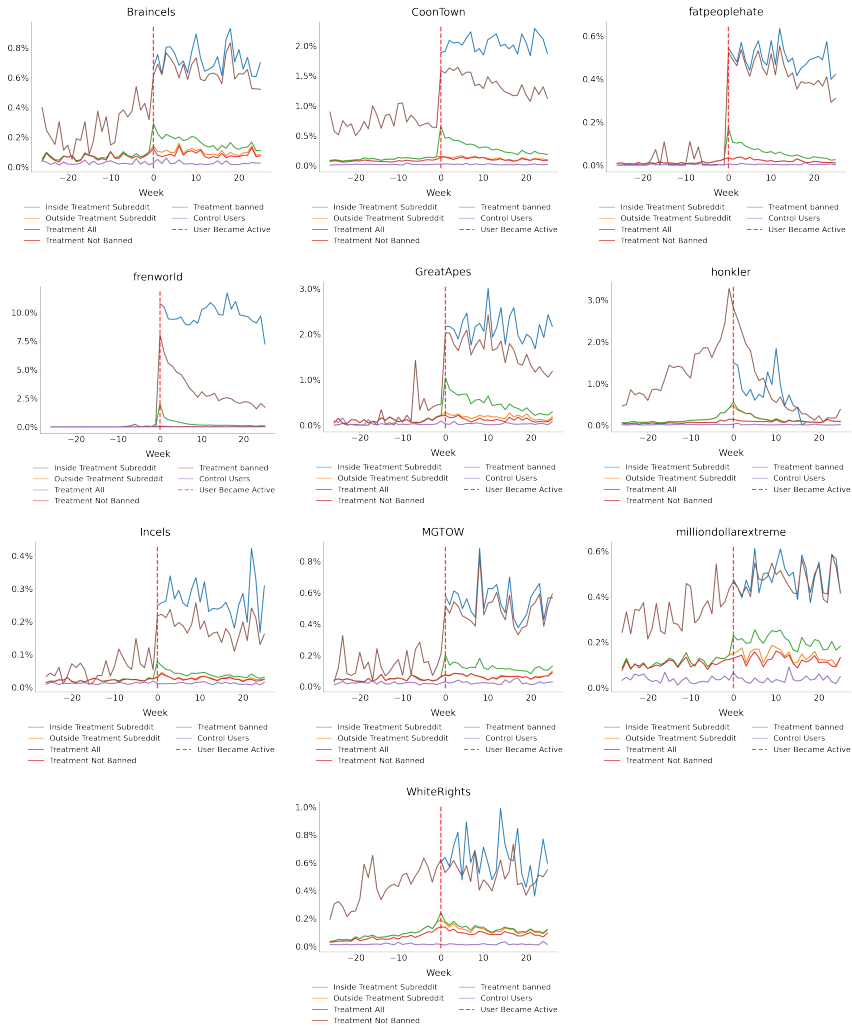 Braincels
0.8%
0.6%
0.4%
0.2%
0.0%
−20 −10 0 10 20
Week
Inside Treatment Subreddit Treatment banned
Outside Treatment Subreddit Control Users
Treatment All User Became Active
Treatment Not Banned
CoonTown
2.0%
1.5%
1.0%
0.5%
0.0%
−20 −10 0 10 20
Week
Inside Treatment Subreddit Treatment banned
Outside Treatment Subreddit Control Users
Treatment All User Became Active
Treatment Not Banned
fatpeoplehate
0.6%
0.4%
0.2%
0.0%
−20 −10 0 10 20
Week
Inside Treatment Subreddit Treatment banned
Outside Treatment Subreddit Control Users
Treatment All User Became Active
Treatment Not Banned
frenworld
10.0%
7.5%
5.0%
2.5%
0.0%
−20 −10 0 10 20
Week
Inside Treatment Subreddit Treatment banned
Outside Treatment Subreddit Control Users
Treatment All User Became Active
Treatment Not Banned
GreatApes
3.0%
2.0%
1.0%
0.0%
−20 −10 0 10 20
Week
Inside Treatment Subreddit Treatment banned
Outside Treatment Subreddit Control Users
Treatment All User Became Active
Treatment Not Banned
honkler
3.0%
2.0%
1.0%
0.0%
−20 −10 0 10 20
Week
Inside Treatment Subreddit Treatment banned
Outside Treatment Subreddit Control Users
Treatment All User Became Active
Treatment Not Banned
Incels
0.4%
0.3%
0.2%
0.1%
0.0%
−20 −10 0 10 20
Week
Inside Treatment Subreddit Treatment banned
Outside Treatment Subreddit Control Users
Treatment All User Became Active
Treatment Not Banned
MGTOW
0.8%
0.6%
0.4%
0.2%
0.0%
−20 −10 0 10 20
Week
Inside Treatment Subreddit Treatment banned
Outside Treatment Subreddit Control Users
Treatment All User Became Active
Treatment Not Banned
milliondollarextreme
0.6%
0.4%
0.2%
0.0%
−20 −10 0 10 20
Week
Inside Treatment Subreddit Treatment banned
Outside Treatment Subreddit Control Users
Treatment All User Became Active
Treatment Not Banned
WhiteRights
1.0%
0.8%
0.6%
0.4%
0.2%
0.0%
−20 −10 0 10 20
Week
Inside Treatment Subreddit Treatment banned
Outside Treatment Subreddit Control Users
Treatment All User Became Active
Treatment Not Banned